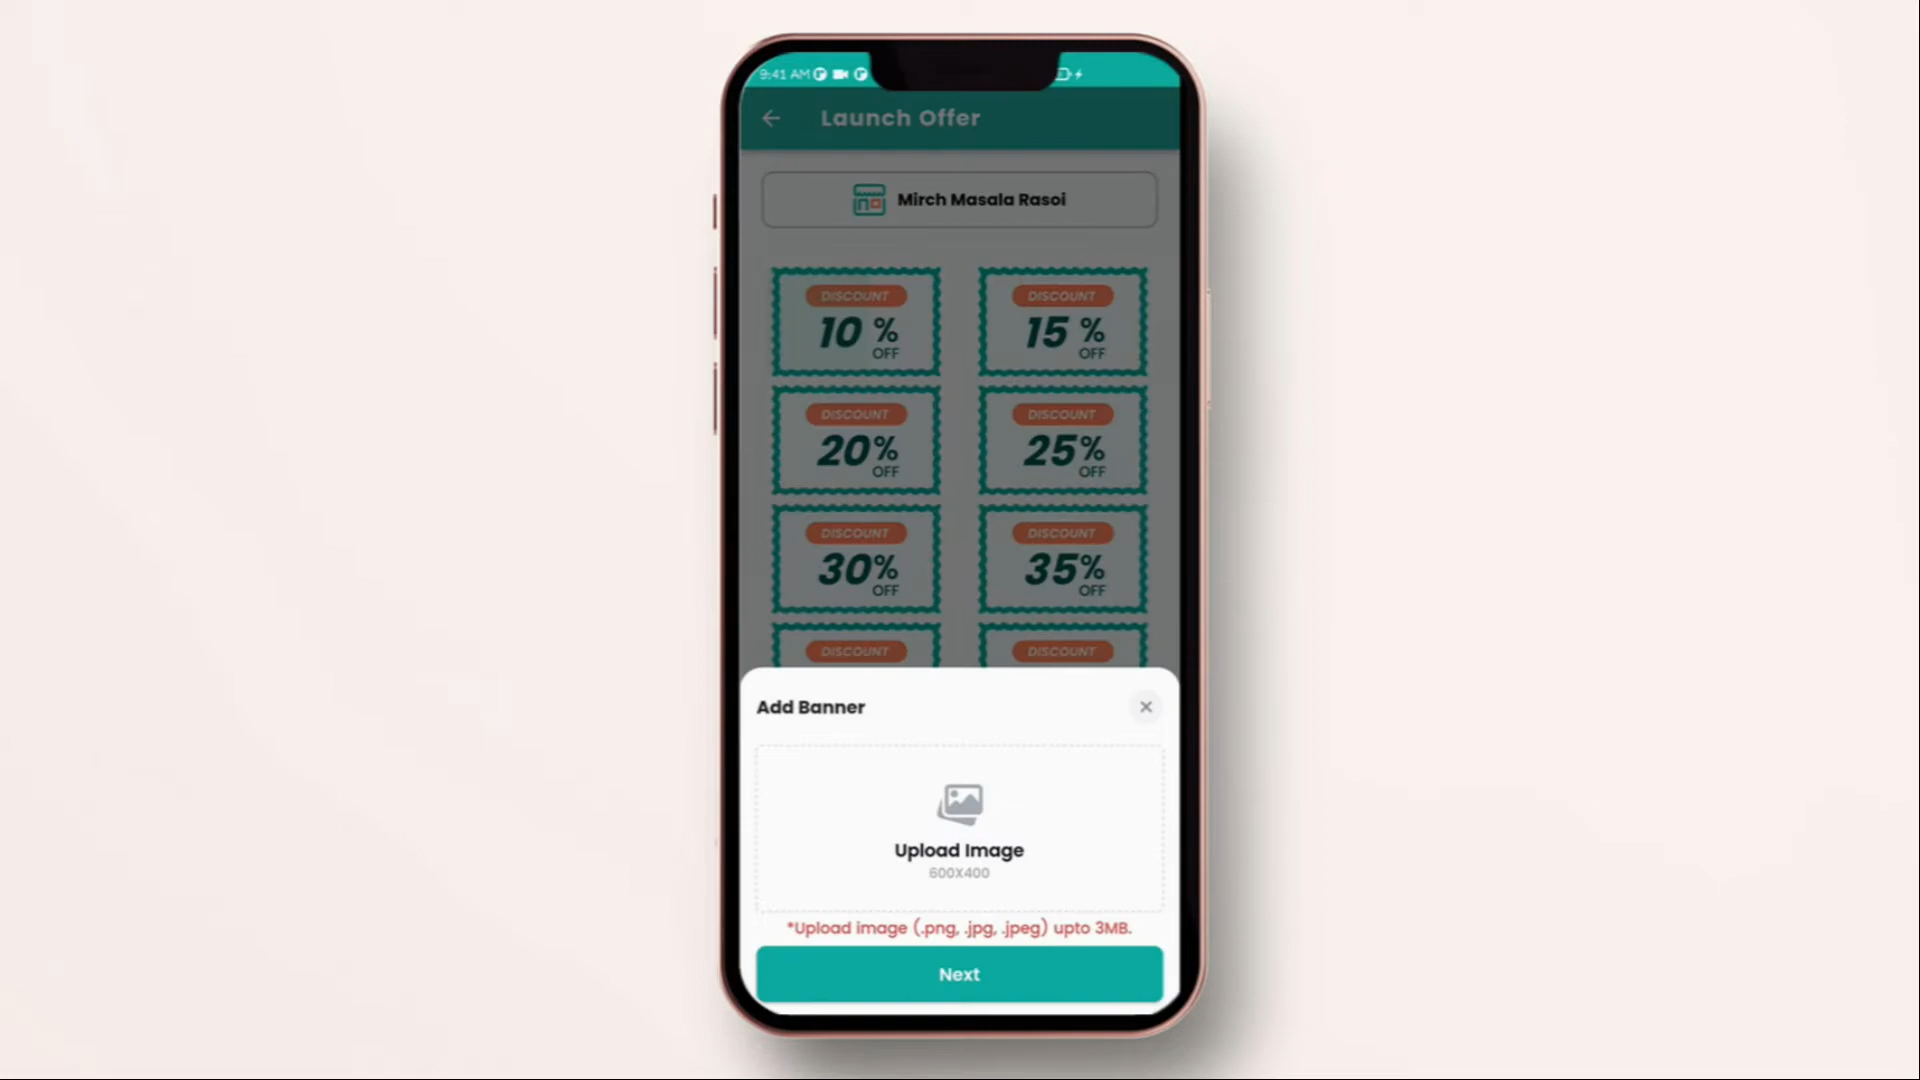 9:41 AM
Launch Offer
Mirch Masala Rasoi
DISCOUNT
10 %
OFF
DISCOUNT
15 %
OFF
DISCOUNT
20%
OFF
DISCOUNT
25%
OFF
DISCOUNT
30%
OFF
DISCOUNT
35%
OFF
DISCOUNT
DISCOUNT
Add Banner
Upload Image
600X400
*Upload image (.png, .jpg, .jpeg) upto 3MB.
Next